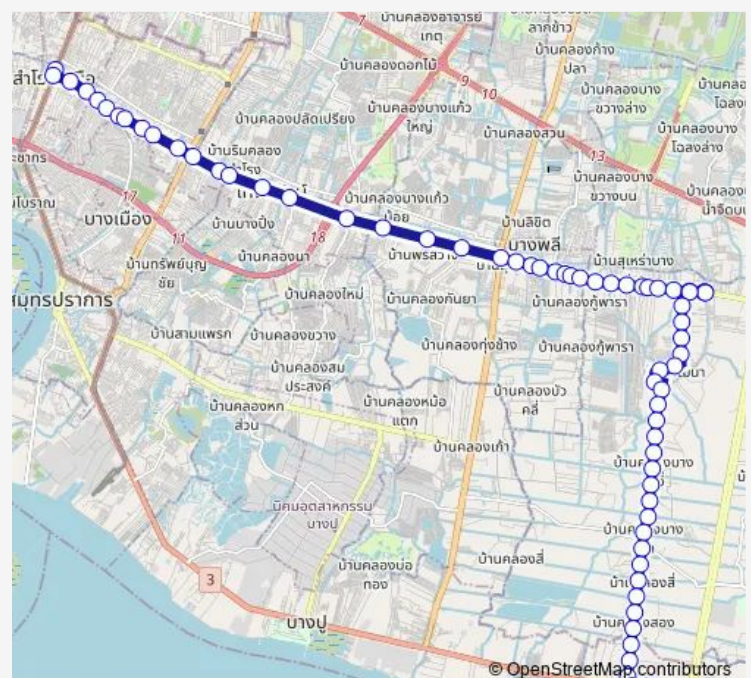 บ้านคลองอาจารย์
เกตุ
ลากข้าว
7
บ้านคลองดอกไม้
บ้านคลองก้าง
ปลา
9
10
บ้านคลองบางแก้ว
ใหญ่
บ้านคลองบาง
ขวางล่าง
บ้านคลองปลัดเปรียง
บ้านคลองสวน
โฉลงล่าง
13
บ้านริมคลอง
สำโรง
บ้านคลองบาง
ขวางบน
17
บางเมือง
11
บ้านบางปิ้ง
18
บ้านคลองบางแก้ว
น้อย
บ้านลิขิต
บางพลี
บ้านคลองนา
บ้านทรัพย์บุญ
ชัย
บ้านสุเหร่าบาง
สมุทรปราการ
บ้านคลองใหม่
บ้านคลองกันยา
บ้านคลองกู้พารา
บ้านสามแพรก
บ้านคลองขวาง
บ้านคลองทุ่งช้าง
บ้านคลองกู้พารา
บ้านคลองสม
ประสงค์
บ้านคลองหก
ส่วน
บ้านคลองหม้อ
แตก
บ้านคลองบัว
คลี่
บ้านคลองเก้า
นิคมอุตสาหกรรม
บางปู
บ้านคลองบ่อ
ทอง
บ้านคลองสี่
3
บางปู
© OpenStreetMap contributors